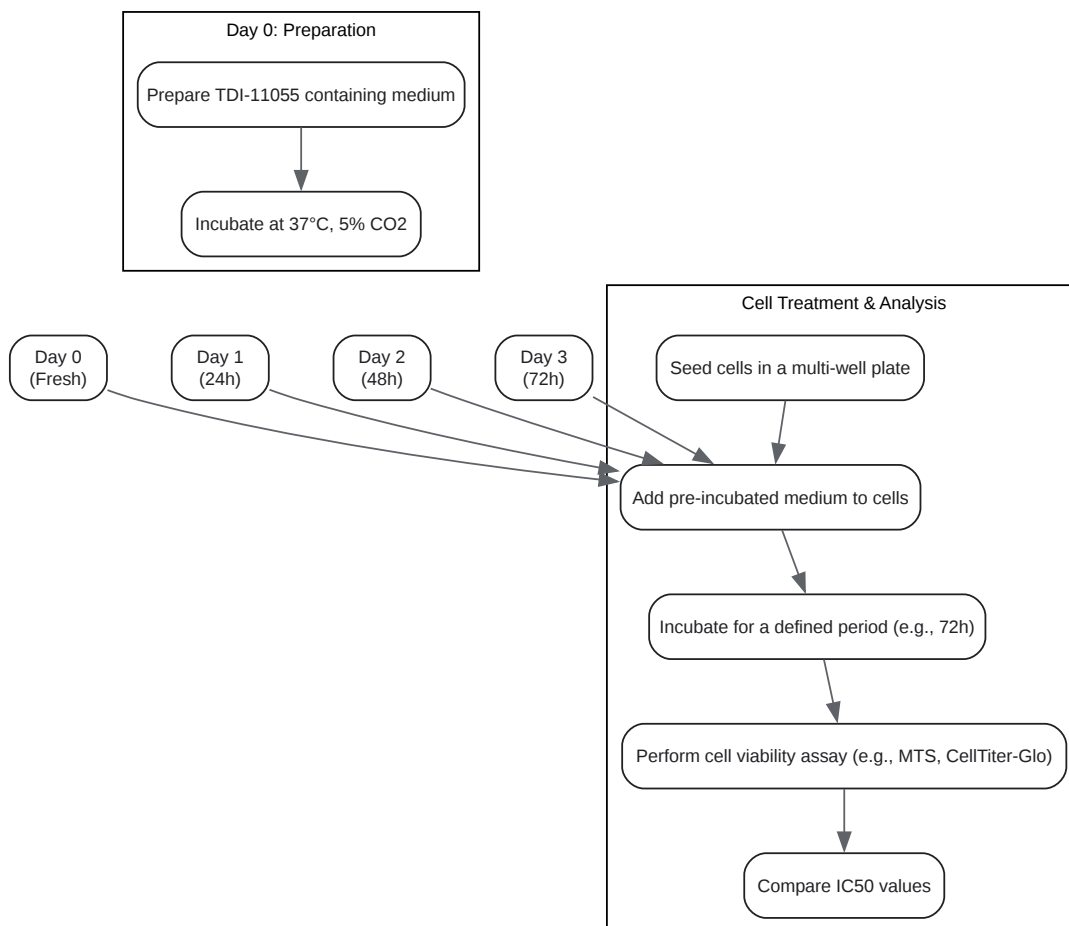 Day 0: Preparation
Prepare TDI-11055 containing medium
Incubate at 37°C, 5% CO2
Cell Treatment & Analysis
Day 0
(Fresh)
Day 1
(24h)
Day 2
(48h)
Day 3
(72h)
Seed cells in a multi-well plate
Add pre-incubated medium to cells
Incubate for a defined period (e.g., 72h)
Perform cell viability assay (e.g., MTS, CellTiter-Glo)
Compare IC50 values